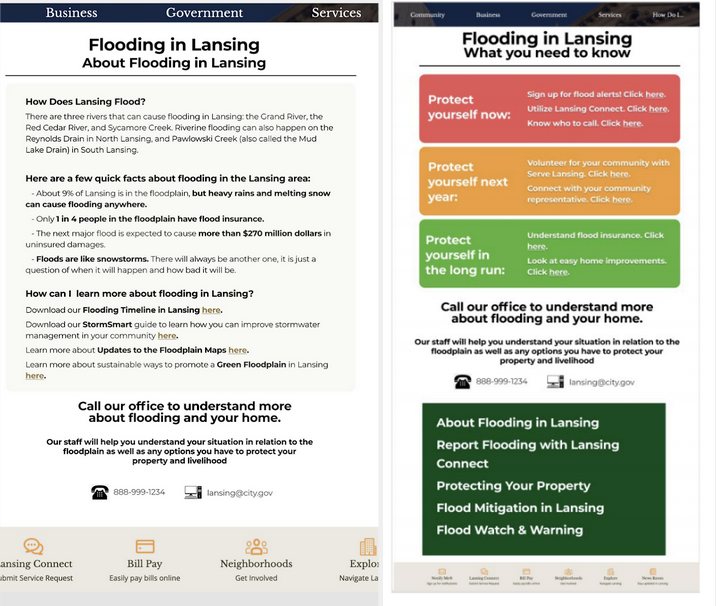 Business Government Services
Flooding in Lansing
About Flooding in Lansing
How Does Lansing Flood?
There are three rivers that can cause flooding in Lansing: the Grand River, the
Red Cedar River, and Sycamore Creek. Riverine flooding can also happen on the
Reynolds Drain in North Lansing, and Pawlowski Creek (also called the Mud
Lake Drain) in South Lansing.
Here are a few quick facts about flooding in the Lansing area:
- About 9% of Lansing is in the floodplain, but heavy rains and melting snow
can cause flooding anywhere.
- Only 1 in 4 people in the floodplain have flood insurance.
- The next major flood is expected to cause more than $270 million dollars in
uninsured damages.
- Floods are like snowstorms. There will always be another one, it is just a
question of when it will happen and how bad it will be.
How can I learn more about flooding in Lansing?
Download our Flooding Timeline in Lansing here.
Download our StormSmart guide to learn how you can improve stormwater
management in your community here.
Learn more about Updates to the Floodplain Maps here.
Learn more about sustainable ways to promote a Green Floodplain in Lansing
here.
Call our office to understand more
about flooding and your home.
Our staff will help you understand your situation in relation to the
floodplain as well as any options you have to protect your
property and livelihood
888-999-1234 lansing@city.gov
ansing Connect Bill Pay Neighborhoods Explor
ubmit Service Request Easily pay bills online Get Involved Navigate La
Community Business Government Services How Do I...
Flooding in Lansing
What you need to know
Protect
yourself now:
Sign up for flood alerts! Click here.
Utilize Lansing Connect. Click here.
Know who to call. Click here.
Protect
yourself next
year:
Volunteer for your community with
Serve Lansing. Click here.
Connect with your community
representative. Click here.
Protect
yourself in
the long run:
Understand flood insurance. Click
here.
Look at easy home improvements.
Click here.
Call our office to understand more
about flooding and your home.
Our staff will help you understand your situation in relation to the
floodplain as well as any options you have to protect your
property and livelihood
888-999-1234 lansing@city.gov
About Flooding in Lansing
Report Flooding with Lansing
Connect
Protecting Your Property
Flood Mitigation in Lansing
Flood Watch & Warning
Lansing Connect Bill Pay Neighborhoods Explore News Room